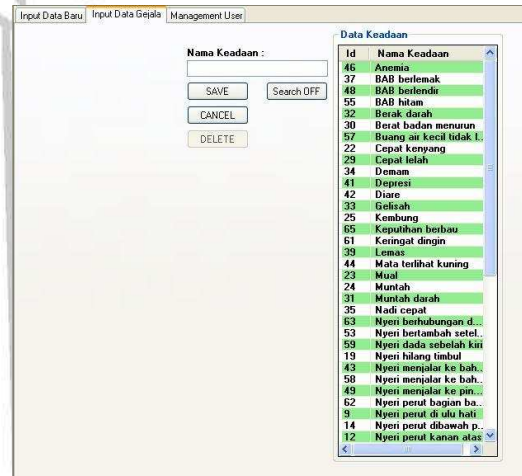 Input Data Baru Input Data Gejala Management User
Data Keadaan
Nama Keadaan :
SAVE Search OFF
CANCEL
DELETE
Id Nama Keadaan
46 Anemia
37 BAB berlemak
48 BAB berlendir
55 BAB hitam
32 Berak darah
30 Berat badan menurun
57 Buang air kecil tidak l..
22 Cepat kenyang
29 Cepat lelah
34 Demam
41 Depresi
42 Diare
33 Gelisah
25 Kembung
65 Keputihan berbau
61 Keringat dingin
39 Lemas
44 Mata terlihat kuning
23 Mual
24 Muntah
31 Muntah darah
35 Nadi cepat
63 Nyeri berhubungan d...
53 Nyeri bertambah setel..
59 Nyeri dada sebelah kiri
19 Nyeri hilang timbul
43 Nyeri menjalar ke bah..
58 Nyeri menjalar ke bah..
49 Nyeri menjalar ke pin...
62 Nyeri perut bagian ba...
9 Nyeri perut di ulu hati
14 Nyeri perut dibawah p..
12 Nyeri perut kanan atas